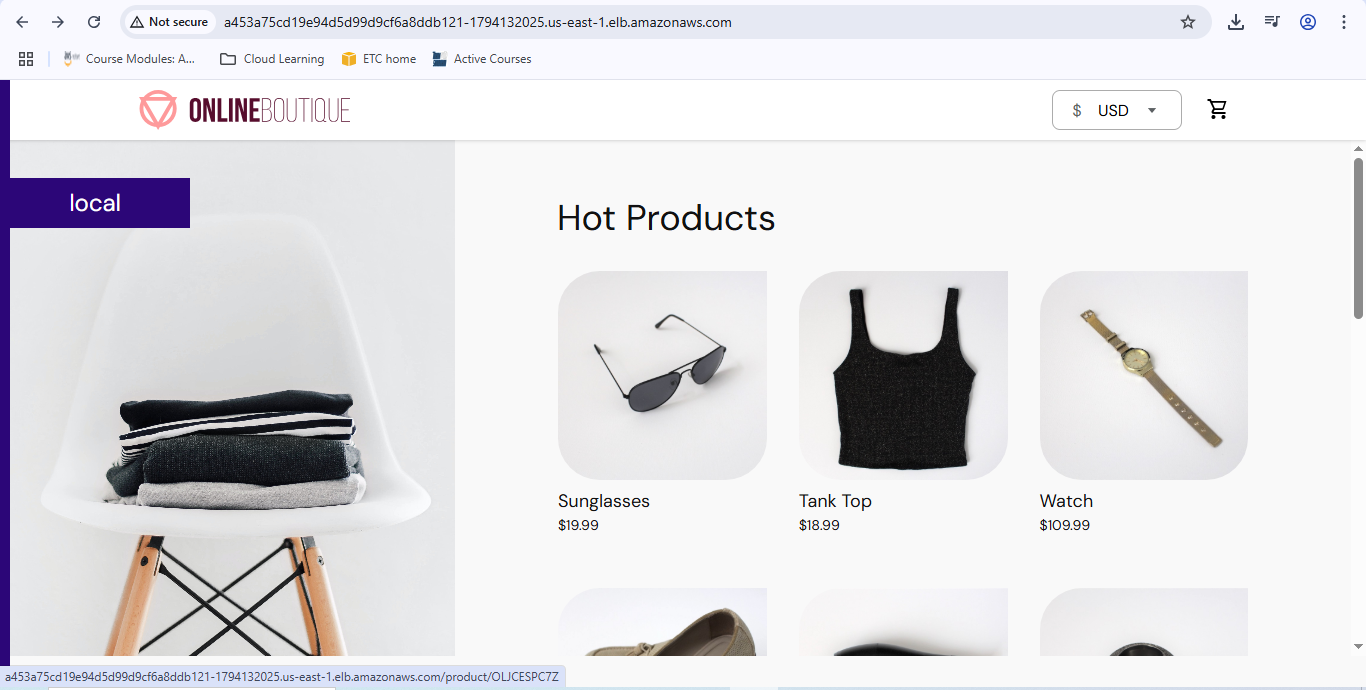 Not secure
a453a75cd19e94d5d99d9cf6a8ddb121-1794132025.us-east-1.elb.amazonaws.com
Course Modules: A...
Cloud Learning
ETC home
Active Courses
ONLINEBOUTIQUE
$ USD
local
Hot Products
Sunglasses
$19.99
Tank Top
$18.99
Watch
$109.99
a453a75cd19e94d5d99d9cf6a8ddb121-1794132025.us-east-1.elb.amazonaws.com/product/OLJCESPC7Z